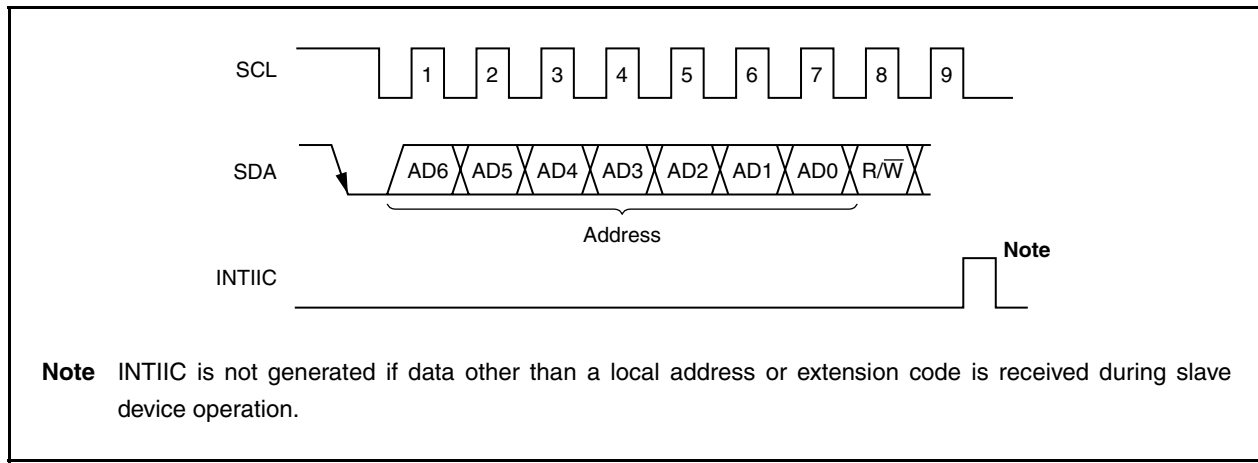 SCL 1 2 3 4 5 6 7 8 9
SDA AD6 AD5 AD4 AD3 AD2 AD1 AD0 R/W̅
Address
Note
INTIIC
Note INTIIC is not generated if data other than a local address or extension code is received during slave
device operation.